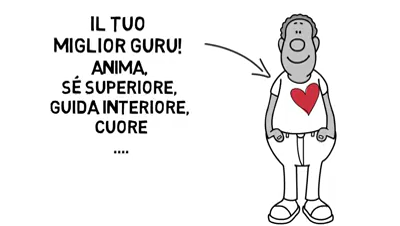 IL TUO
MIGLIOR GURU!
ANIMA,
SÉ SUPERIORE,
GUIDA INTERIORE,
CUORE
....